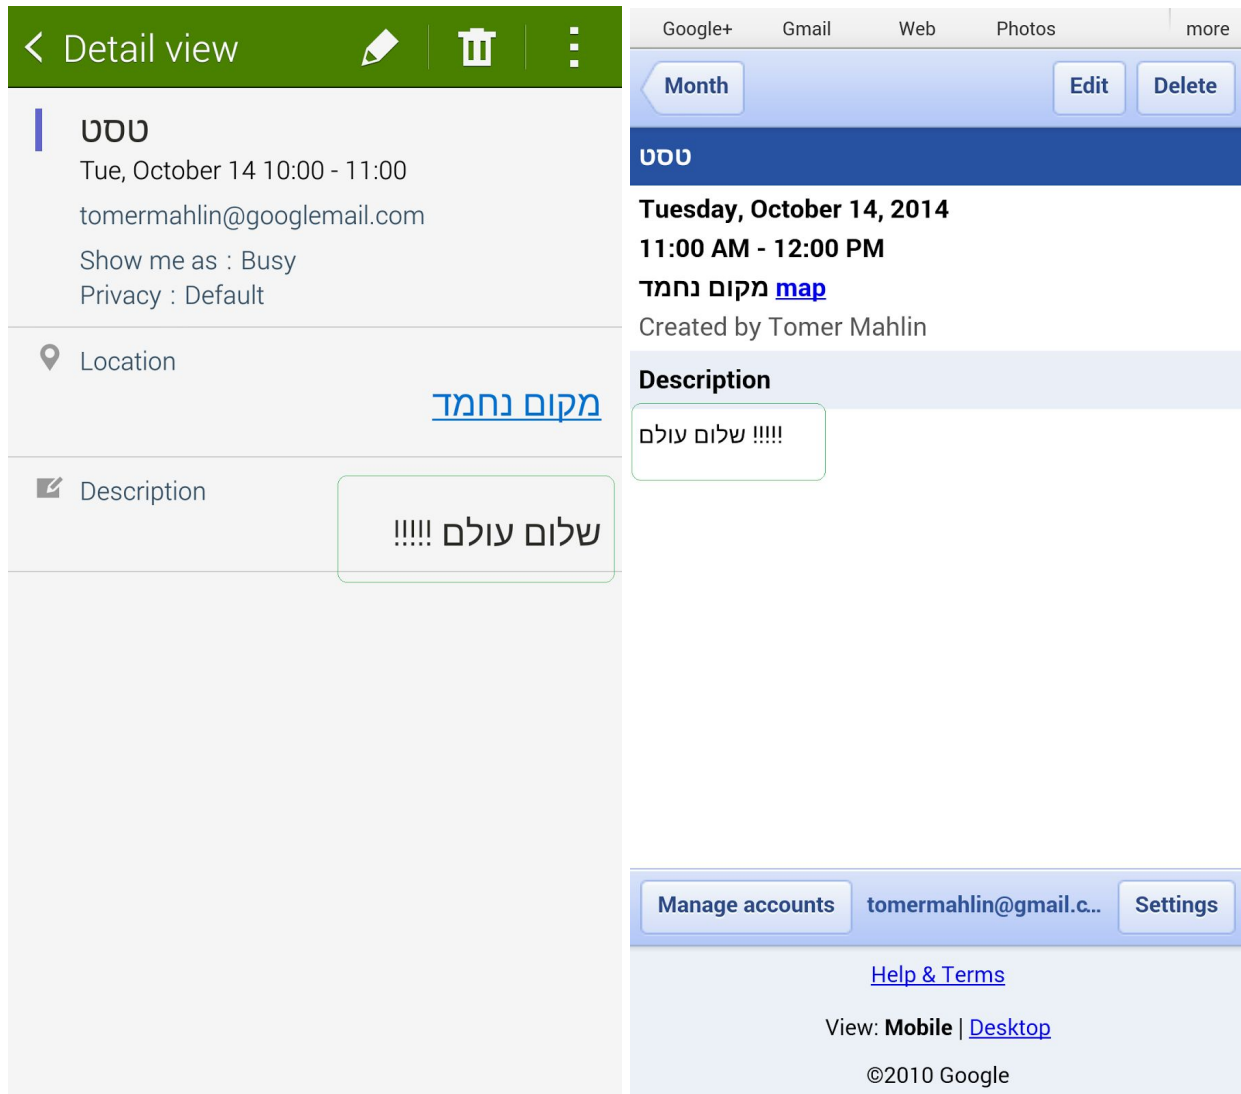 Detail view
טסט
Tue, October 14 10:00 - 11:00
tomermahlin@googlemail.com
Show me as : Busy
Privacy : Default
Location
מקום נחמד
Description
שלום עולם !!!!!
Google+ Gmail Web Photos more
Month Edit Delete
טסט
Tuesday, October 14, 2014
11:00 AM - 12:00 PM
מקום נחמד map
Created by Tomer Mahlin
Description
שלום עולם !!!!!
Manage accounts tomermahlin@gmail.c... Settings
Help & Terms
View: Mobile | Desktop
©2010 Google